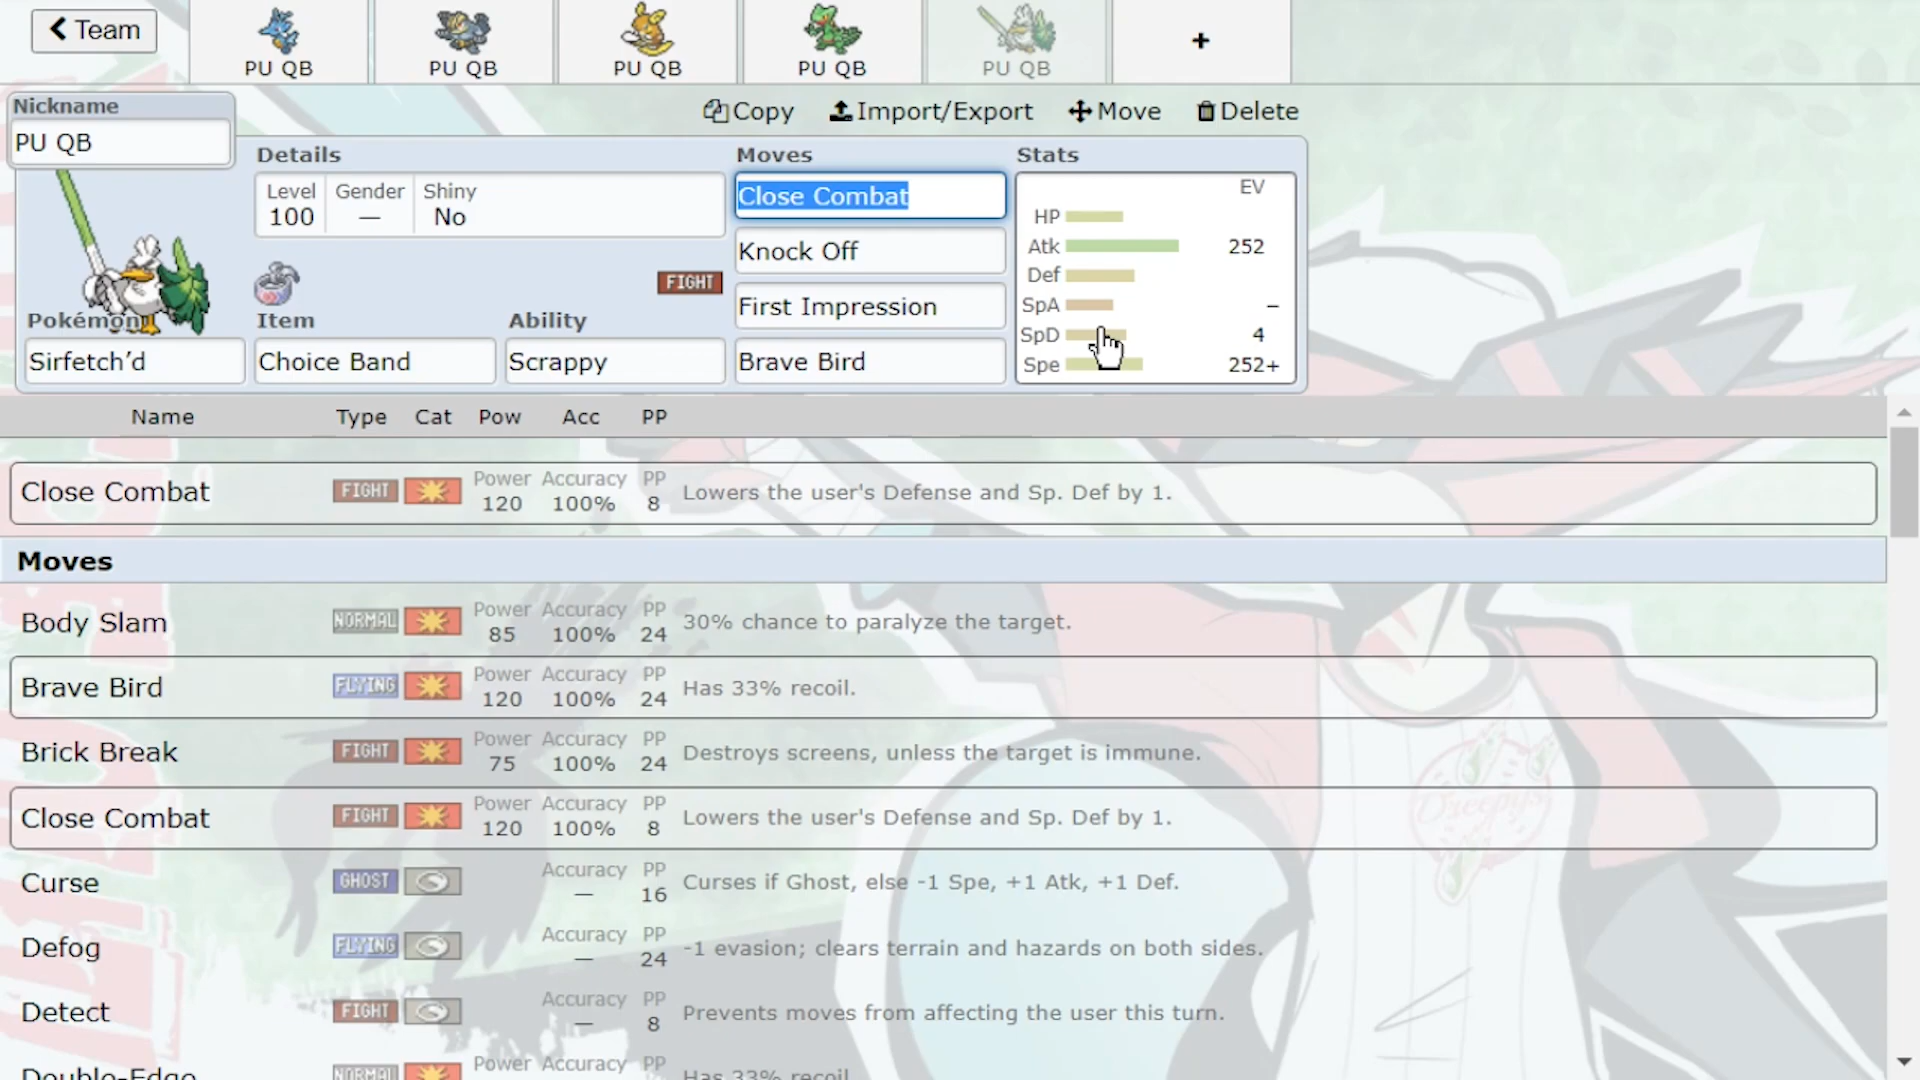 Team
PU QB
PU QB
PU QB
PU QB
PU QB
+
Nickname
PU QB
Copy
Import/Export
Move
Delete
Details
Level
100
Gender
—
Shiny
No
FIGHT
Pokémon
Sirfetch’d
Item
Choice Band
Ability
Scrappy
Moves
Close Combat
Knock Off
First Impression
Brave Bird
Stats
EV
HP
Atk 252
Def
SpA –
SpD 4
Spe 252+
Name Type Cat Pow Acc PP
Close Combat FIGHT Power 120 Accuracy 100% PP 8 Lowers the user's Defense and Sp. Def by 1.
Moves
Body Slam NORMAL Power 85 Accuracy 100% PP 24 30% chance to paralyze the target.
Brave Bird FLYING Power 120 Accuracy 100% PP 24 Has 33% recoil.
Brick Break FIGHT Power 75 Accuracy 100% PP 24 Destroys screens, unless the target is immune.
Close Combat FIGHT Power 120 Accuracy 100% PP 8 Lowers the user's Defense and Sp. Def by 1.
Curse GHOST Accuracy — PP 16 Curses if Ghost, else -1 Spe, +1 Atk, +1 Def.
Defog FLYING Accuracy — PP 24 -1 evasion; clears terrain and hazards on both sides.
Detect FIGHT Accuracy — PP 8 Prevents moves from affecting the user this turn.
Double-Edge NORMAL Power Accuracy PP Has 33% recoil.